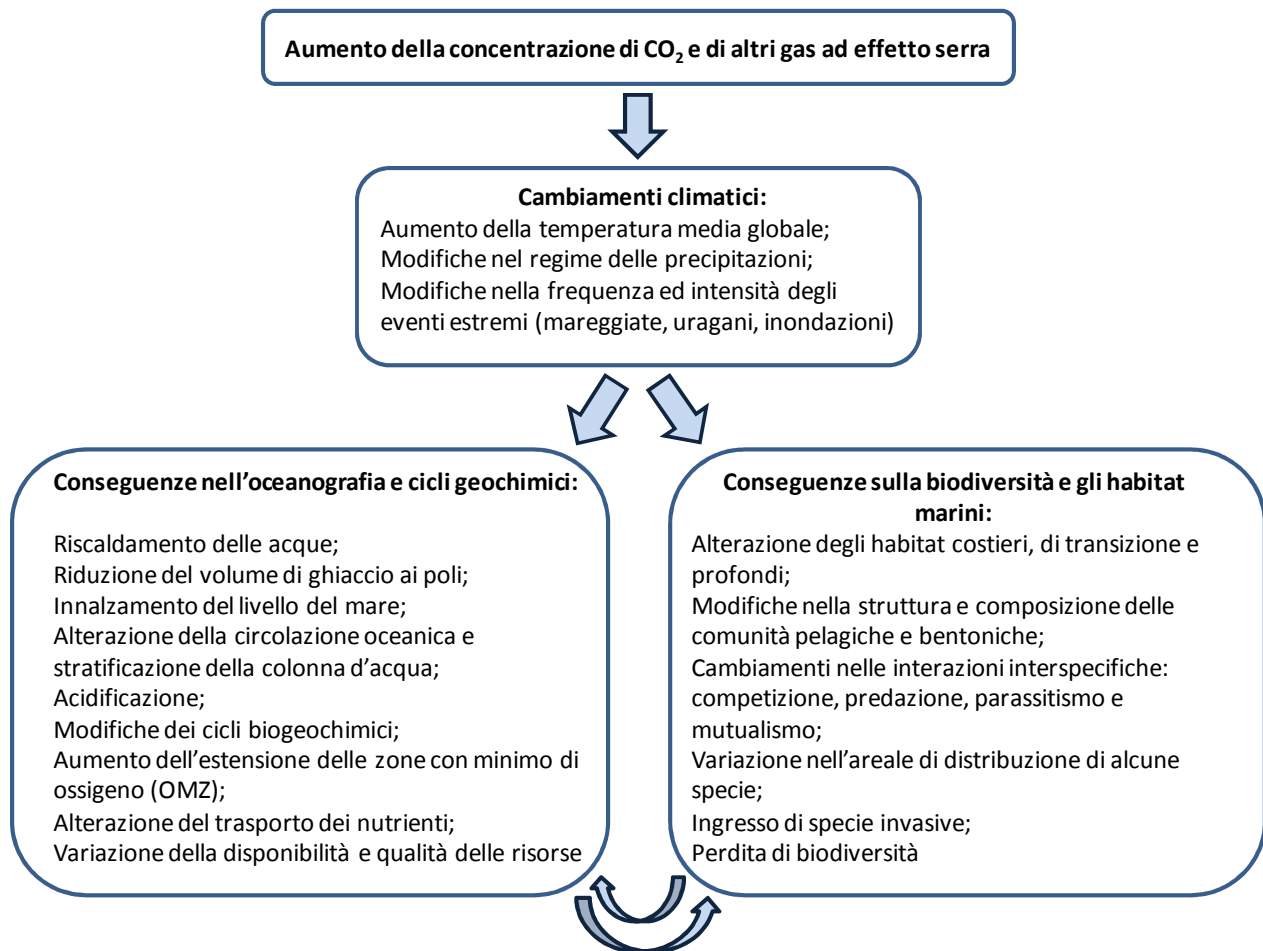 Aumento della concentrazione di CO₂ e di altri gas ad effetto serra
Cambiamenti climatici:
Aumento della temperatura media globale;
Modifiche nel regime delle precipitazioni;
Modifiche nella frequenza ed intensità degli
eventi estremi (mareggiate, uragani, inondazioni)
Conseguenze nell'oceanografia e cicli geochimici:
Riscaldamento delle acque;
Riduzione del volume di ghiaccio ai poli;
Innalzamento del livello del mare;
Alterazione della circolazione oceanica e
stratificazione della colonna d'acqua;
Acidificazione;
Modifiche dei cicli biogeochimici;
Aumento dell'estensione delle zone con minimo di
ossigeno (OMZ);
Alterazione del trasporto dei nutrienti;
Variazione della disponibilità e qualità delle risorse
Conseguenze sulla biodiversità e gli habitat
marini:
Alterazione degli habitat costieri, di transizione e
profondi;
Modifiche nella struttura e composizione delle
comunità pelagiche e bentoniche;
Cambiamenti nelle interazioni interspecifiche:
competizione, predazione, parassitismo e
mutualismo;
Variazione nell'areale di distribuzione di alcune
specie;
Ingresso di specie invasive;
Perdita di biodiversità